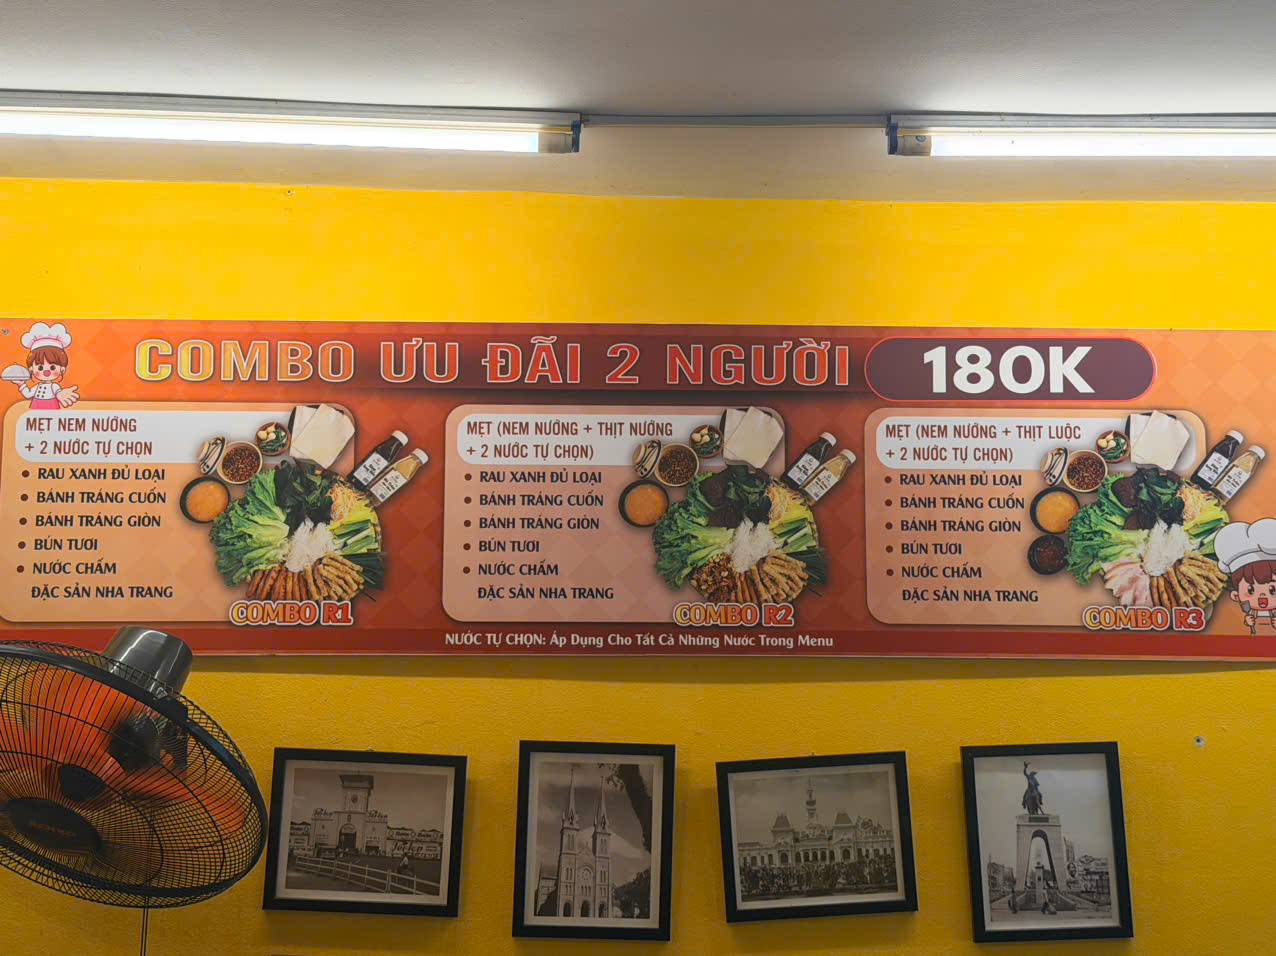 COMBO ƯU ĐÃI 2 NGƯỜI 180K
MẸT NEM NƯỚNG
+ 2 NƯỚC TỰ CHỌN
• RAU XANH ĐỦ LOẠI
• BÁNH TRÁNG CUỐN
• BÁNH TRÁNG GIÒN
• BÚN TƯƠI
• NƯỚC CHẤM
ĐẶC SẢN NHA TRANG
COMBO R1
MẸT (NEM NƯỚNG + THỊT NƯỚNG
+ 2 NƯỚC TỰ CHỌN)
• RAU XANH ĐỦ LOẠI
• BÁNH TRÁNG CUỐN
• BÁNH TRÁNG GIÒN
• BÚN TƯƠI
• NƯỚC CHẤM
ĐẶC SẢN NHA TRANG
COMBO R2
MẸT (NEM NƯỚNG + THỊT LUỘC
+ 2 NƯỚC TỰ CHỌN)
• RAU XANH ĐỦ LOẠI
• BÁNH TRÁNG CUỐN
• BÁNH TRÁNG GIÒN
• BÚN TƯƠI
• NƯỚC CHẤM
ĐẶC SẢN NHA TRANG
COMBO R3
NƯỚC TỰ CHỌN: Áp Dụng Cho Tất Cả Những Nước Trong Menu